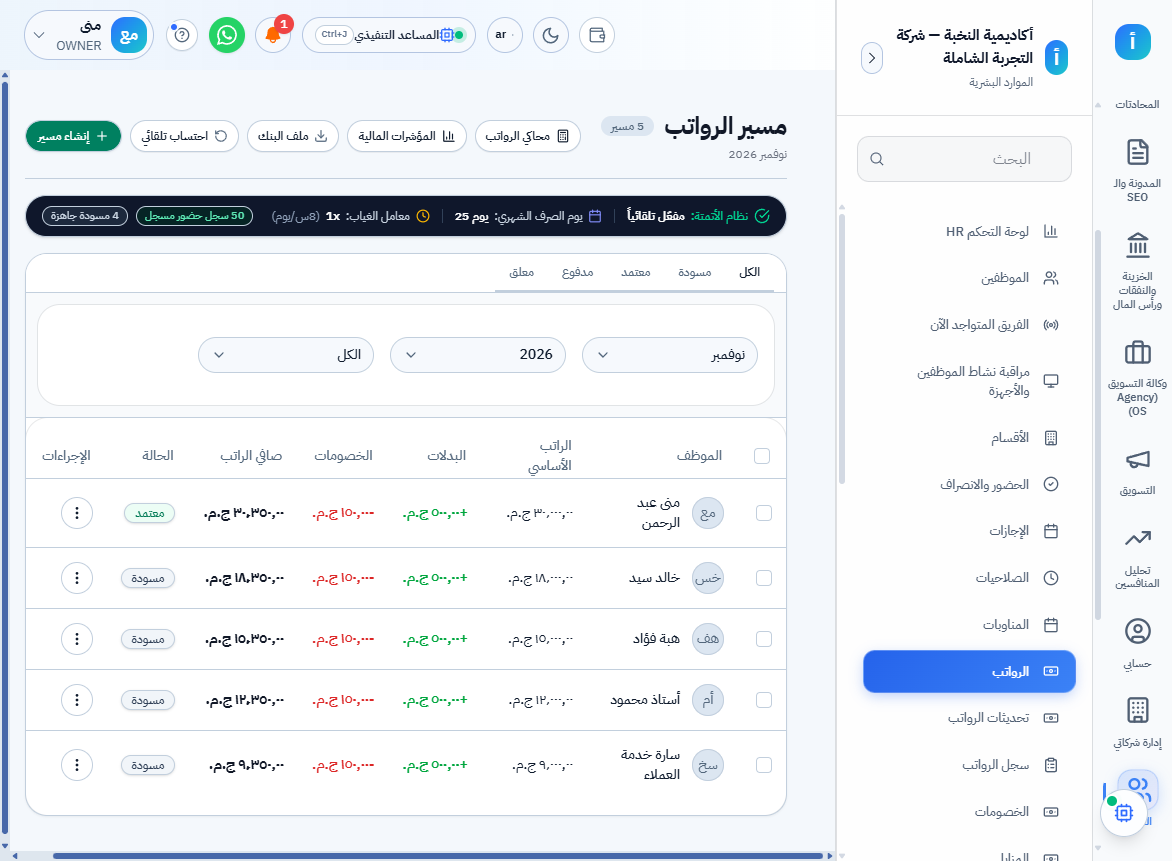 أ
المحادثات
المدونة والـ
SEO
الخزينة
والنفقات
ورأس المال
وكالة التسويق
(Agency
OS)
التسويق
تحليل
المنافسين
حسابي
إدارة شركاتي
أ
أكاديمية النخبة — شركة
التجربة الشاملة
الموارد البشرية
البحث
لوحة التحكم HR
الموظفين
الفريق المتواجد الآن
مراقبة نشاط الموظفين
والأجهزة
الأقسام
الحضور والانصراف
الإجازات
الصلاحيات
المناوبات
الرواتب
تحديثات الرواتب
سجل الرواتب
الخصومات
المزايا
ar
المساعد التنفيذي
Ctrl+J
1
مع
منى
OWNER
مسير الرواتب
5 مسير
نوفمبر 2026
محاكي الرواتب
المؤشرات المالية
ملف البنك
احتساب تلقائي
إنشاء مسير
نظام الأتمتة: مفعّل تلقائياً
يوم الصرف الشهري: يوم 25
معامل الغياب: 1x (8س/يوم)
50 سجل حضور مسجل
4 مسودة جاهزة
الكل
مسودة
معتمد
مدفوع
معلق
نوفمبر
2026
الكل
الموظف
الراتب الأساسي
البدلات
الخصومات
صافي الراتب
الحالة
الإجراءات
مع منى عبد الرحمن ٣٠٬٠٠٠٫٠٠ ج.م. +٥٠٠٫٠٠ ج.م. -١٥٠٫٠٠ ج.م. ٣٠٬٣٥٠٫٠٠ ج.م. معتمد
خس خالد سيد ١٨٬٠٠٠٫٠٠ ج.م. +٥٠٠٫٠٠ ج.م. -١٥٠٫٠٠ ج.م. ١٨٬٣٥٠٫٠٠ ج.م. مسودة
هف هبة فؤاد ١٥٬٠٠٠٫٠٠ ج.م. +٥٠٠٫٠٠ ج.م. -١٥٠٫٠٠ ج.م. ١٥٬٣٥٠٫٠٠ ج.م. مسودة
أم أستاذ محمود ١٢٬٠٠٠٫٠٠ ج.م. +٥٠٠٫٠٠ ج.م. -١٥٠٫٠٠ ج.م. ١٢٬٣٥٠٫٠٠ ج.م. مسودة
سخ سارة خدمة العملاء ٩٬٠٠٠٫٠٠ ج.م. +٥٠٠٫٠٠ ج.م. -١٥٠٫٠٠ ج.م. ٩٬٣٥٠٫٠٠ ج.م. مسودة